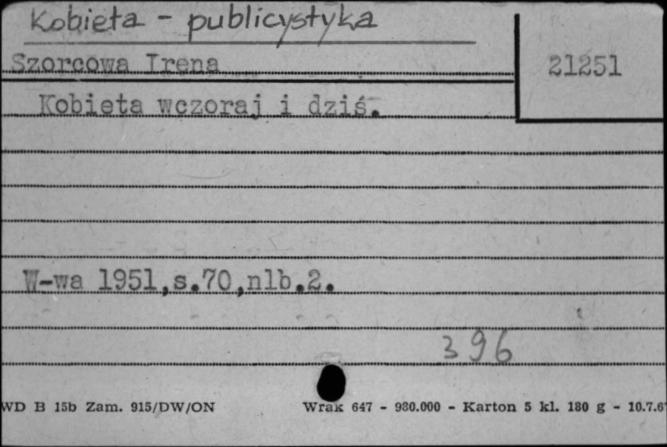 Kobieta - publicystyka
Szorcowa Irena
21251
Kobieta wczoraj i dziś.
W-wa 1951,s.70,nlb.2.
396
WD B 15b Zam. 915/DW/ON Wrak 647 - 980.000 - Karton 5 kl. 180 g - 10.7.6